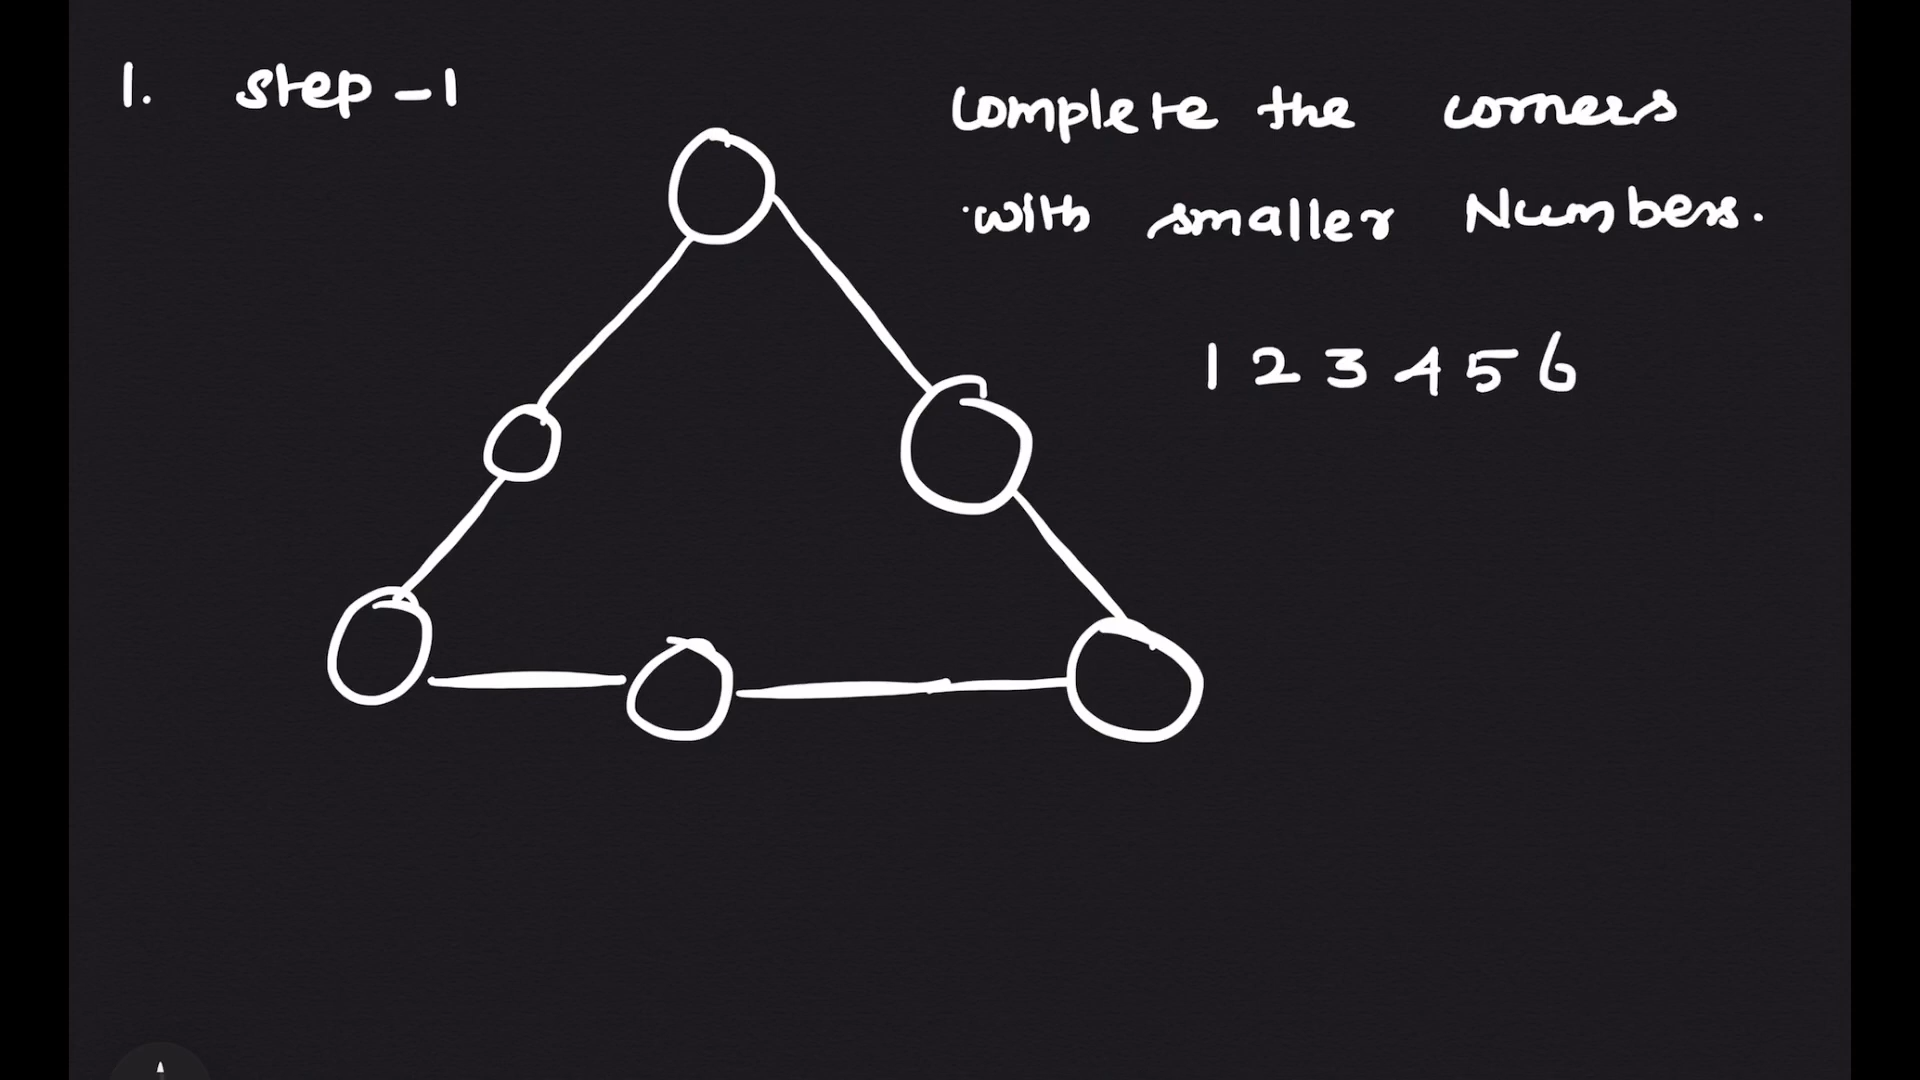 1. step-1
Complete the corners
with smaller Numbers.
1 2 3 4 5 6